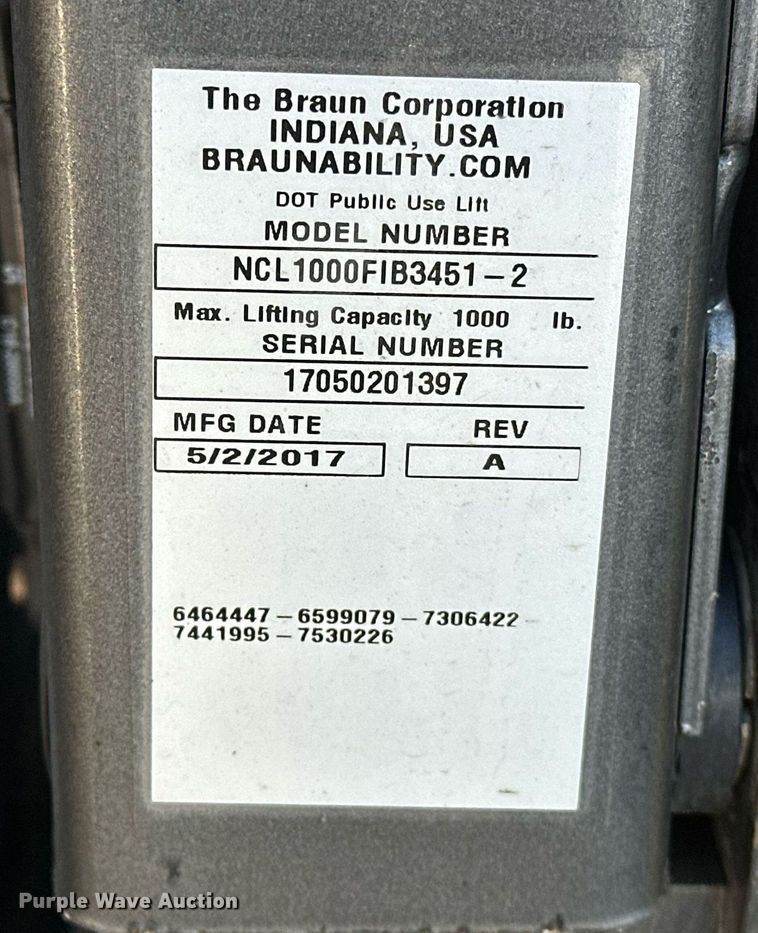 The Braun Corporation
INDIANA, USA
BRAUNABILITY.COM
DOT Public Use Lift
MODEL NUMBER
NCL1000FIB3451-2
Max. Lifting Capacity 1000 lb.
SERIAL NUMBER
17050201397
MFG DATE REV
5/2/2017 A
6464447-6599079-7306422-
7441995-7530226
Purple Wave Auction